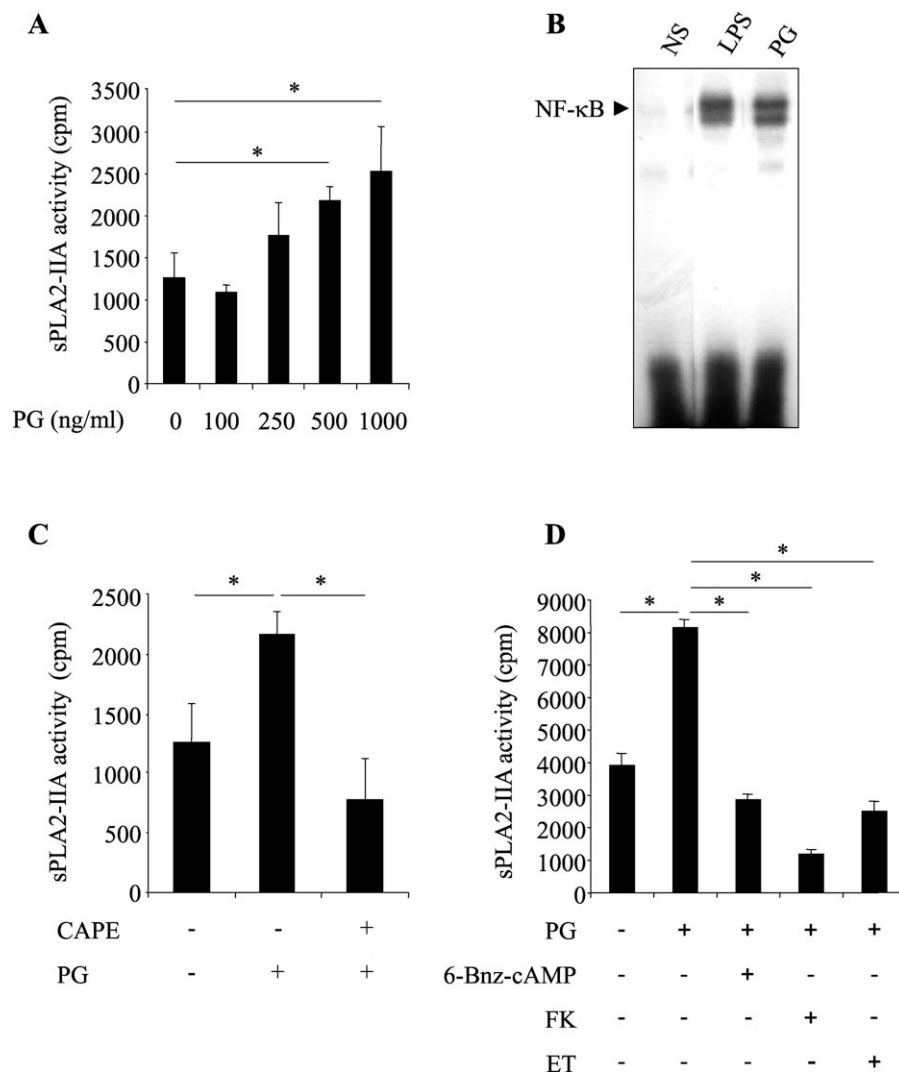 A
sPLA2-IIA activity (cpm)
3500
3000
2500
2000
1500
1000
500
0
* 
*
PG (ng/ml) 0 100 250 500 1000
B
NS LPS PG
NF-κB ►
C
sPLA2-IIA activity (cpm)
2500
2000
1500
1000
500
0
* *
CAPE - - +
PG - + +
D
sPLA2-IIA activity (cpm)
9000
8000
7000
6000
5000
4000
3000
2000
1000
0
*
*
* *
PG - + + + +
6-Bnz-cAMP - - + - -
FK - - - + -
ET - - - - +